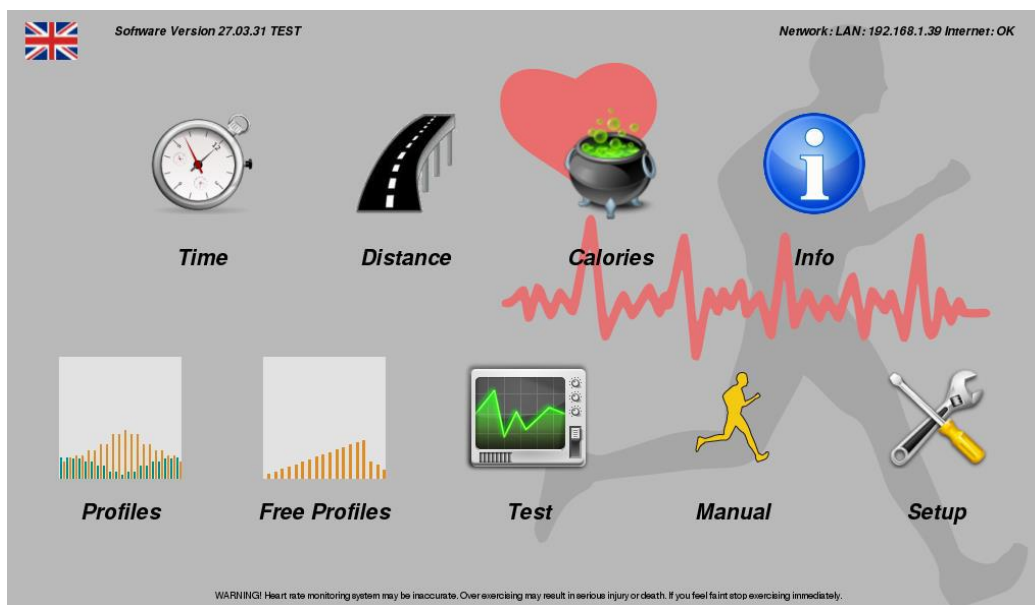 Software Version 27.03.31 TEST
Network: LAN: 192.168.1.39 Internet: OK
Time
Distance
Calories
Info
Profiles
Free Profiles
Test
Manual
Setup
WARNING! Heart rate monitoring system may be inaccurate. Over exercising may result in serious injury or death. If you feel faint stop exercising immediately.